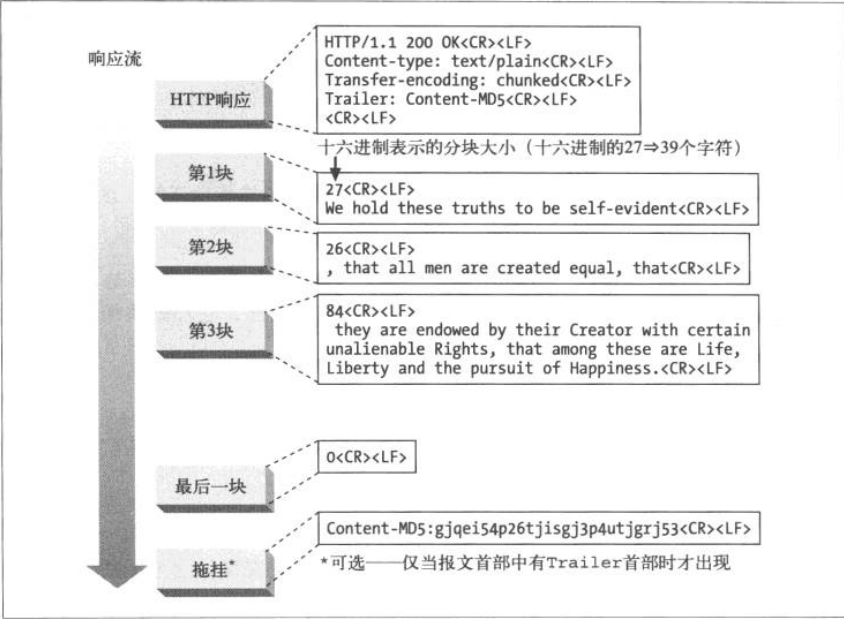 响应流
HTTP响应
HTTP/1.1 200 OK<CR><LF>
Content-type: text/plain<CR><LF>
Transfer-encoding: chunked<CR><LF>
Trailer: Content-MD5<CR><LF>
<CR><LF>
十六进制表示的分块大小（十六进制的27⇒39个字符）
第1块
27<CR><LF>
We hold these truths to be self-evident<CR><LF>
第2块
26<CR><LF>
, that all men are created equal, that<CR><LF>
第3块
84<CR><LF>
they are endowed by their Creator with certain
unalienable Rights, that among these are Life,
Liberty and the pursuit of Happiness.<CR><LF>
最后一块
0<CR><LF>
拖挂*
Content-MD5:gjqei54p26tjisgj3p4utjgrj53<CR><LF>
*可选——仅当报文首部中有Trailer首部时才出现